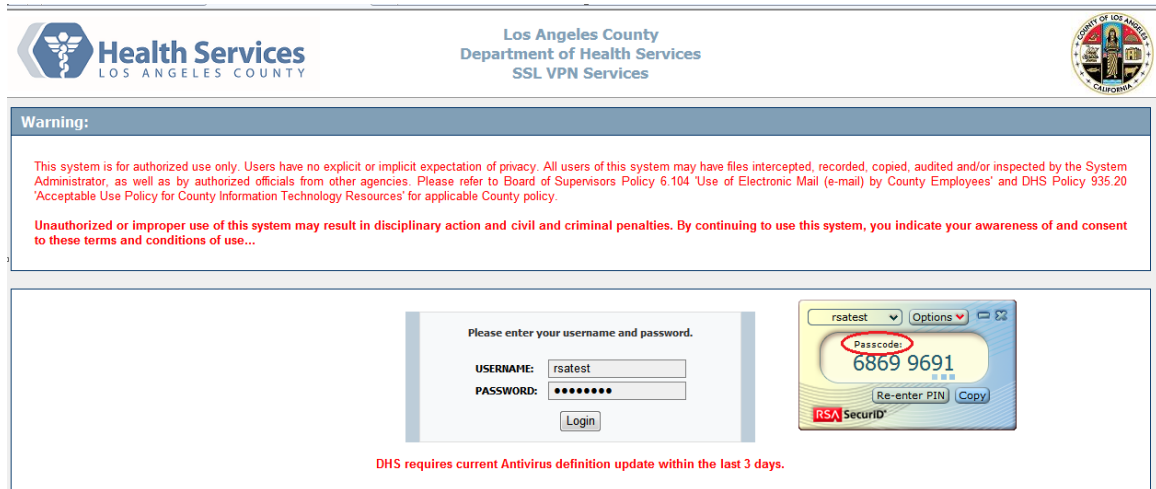 Health Services
LOS ANGELES COUNTY
Los Angeles County
Department of Health Services
SSL VPN Services
COUNTY OF LOS ANGELES
CALIFORNIA
Warning:
This system is for authorized use only. Users have no explicit or implicit expectation of privacy. All users of this system may have files intercepted, recorded, copied, audited and/or inspected by the System
Administrator, as well as by authorized officials from other agencies. Please refer to Board of Supervisors Policy 6.104 'Use of Electronic Mail (e-mail) by County Employees' and DHS Policy 935.20
'Acceptable Use Policy for County Information Technology Resources' for applicable County policy.
Unauthorized or improper use of this system may result in disciplinary action and civil and criminal penalties. By continuing to use this system, you indicate your awareness of and consent
to these terms and conditions of use...
Please enter your username and password.
USERNAME: rsatest
PASSWORD: ●●●●●●●●
Login
rsatest Options
Passcode:
6869 9691
Re-enter PIN Copy
RSA SecurID®
DHS requires current Antivirus definition update within the last 3 days.